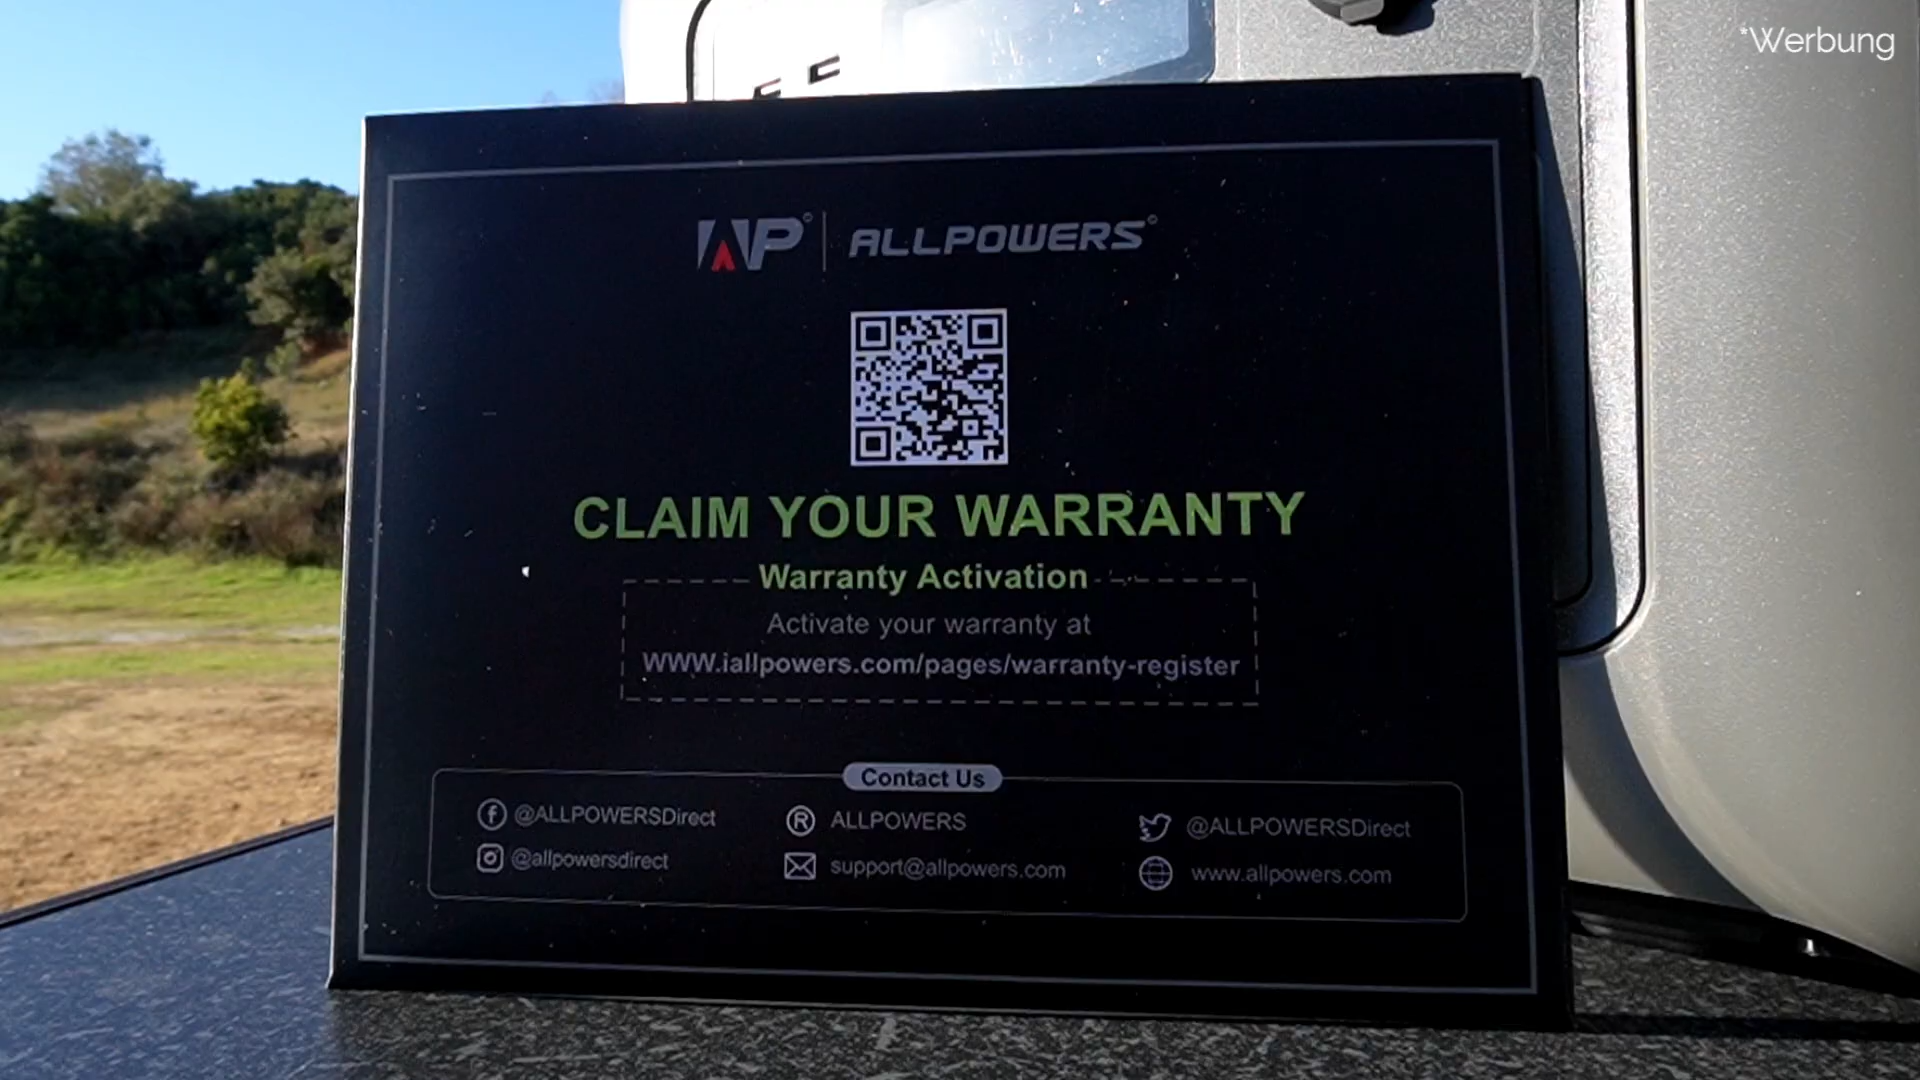 *Werbung
AP | ALLPOWERS
CLAIM YOUR WARRANTY
Warranty Activation
Activate your warranty at
WWW.iallpowers.com/pages/warranty-register
Contact Us
@ALLPOWERSDirect
® ALLPOWERS
@ALLPOWERSDirect
@allpowersdirect
support@allpowers.com
www.allpowers.com